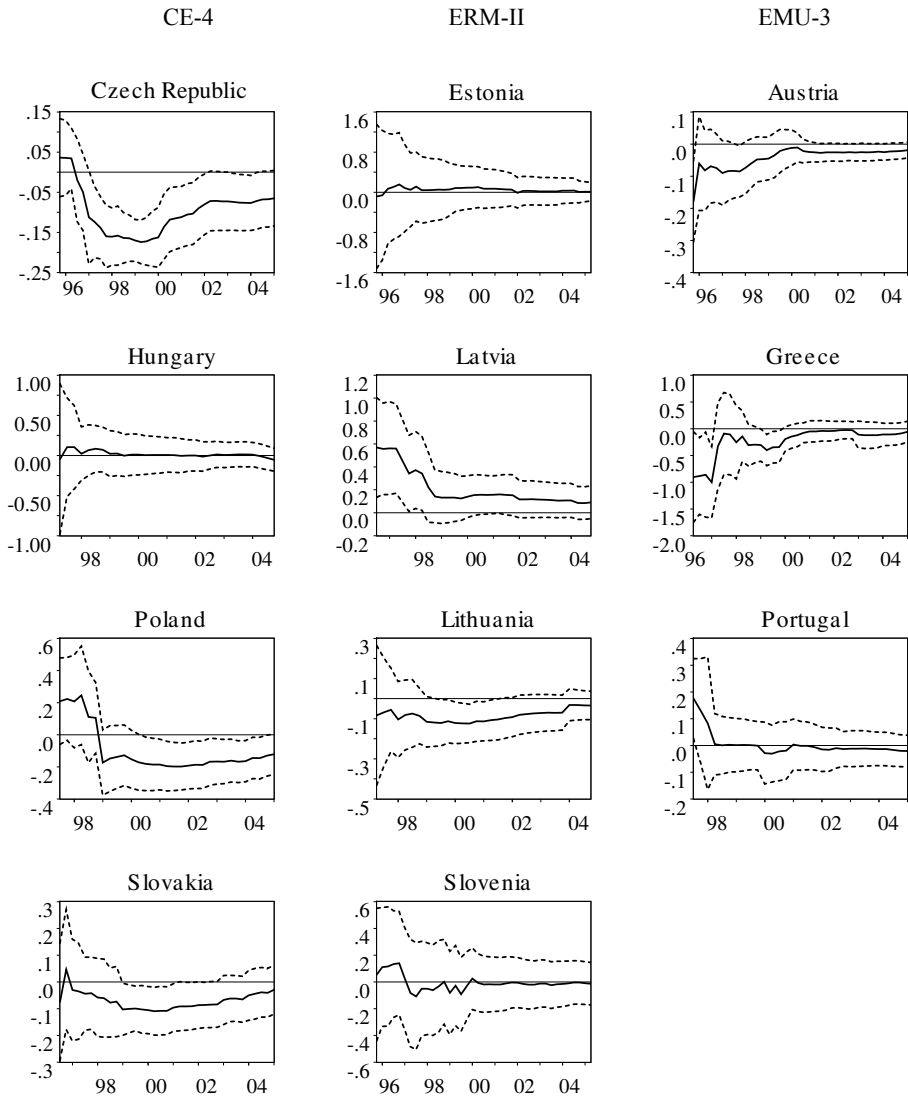 CE-4 ERM-II EMU-3
Czech Republic
.15
.05
-.05
-.15
-.25
96 98 00 02 04
Estonia
1.6
0.8
0.0
-0.8
-1.6
96 98 00 02 04
Austria
.1
.0
-.1
-.2
-.3
-.4
96 98 00 02 04
Hungary
1.00
0.50
0.00
-0.50
-1.00
98 00 02 04
Latvia
1.2
1.0
0.8
0.6
0.4
0.2
0.0
-0.2
98 00 02 04
Greece
1.0
0.5
0.0
-0.5
-1.0
-1.5
-2.0
96 98 00 02 04
Poland
.6
.4
.2
.0
-.2
-.4
98 00 02 04
Lithuania
.3
.1
-.1
-.3
-.5
98 00 02 04
Portugal
.4
.3
.2
.1
.0
-.1
-.2
98 00 02 04
Slovakia
.3
.2
.1
.0
-.1
-.2
-.3
98 00 02 04
Slovenia
.6
.4
.2
.0
-.2
-.4
-.6
96 98 00 02 04